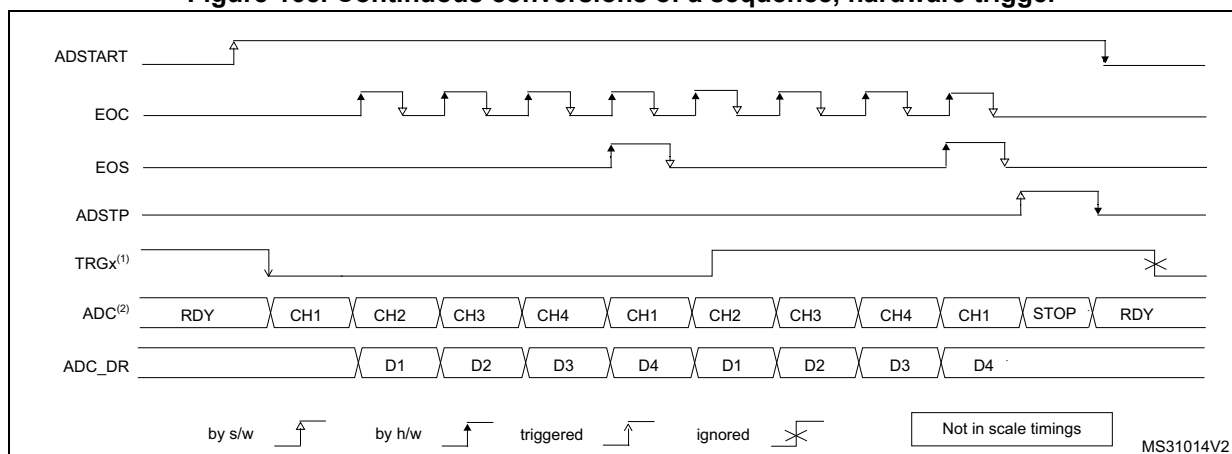 Figure 100. Continuous conversions of a sequence, hardware trigger
ADSTART
EOC
EOS
ADSTP
TRGx(1)
ADC(2) RDY CH1 CH2 CH3 CH4 CH1 CH2 CH3 CH4 CH1 STOP RDY
ADC_DR D1 D2 D3 D4 D1 D2 D3 D4
by s/w by h/w triggered ignored Not in scale timings
MS31014V2